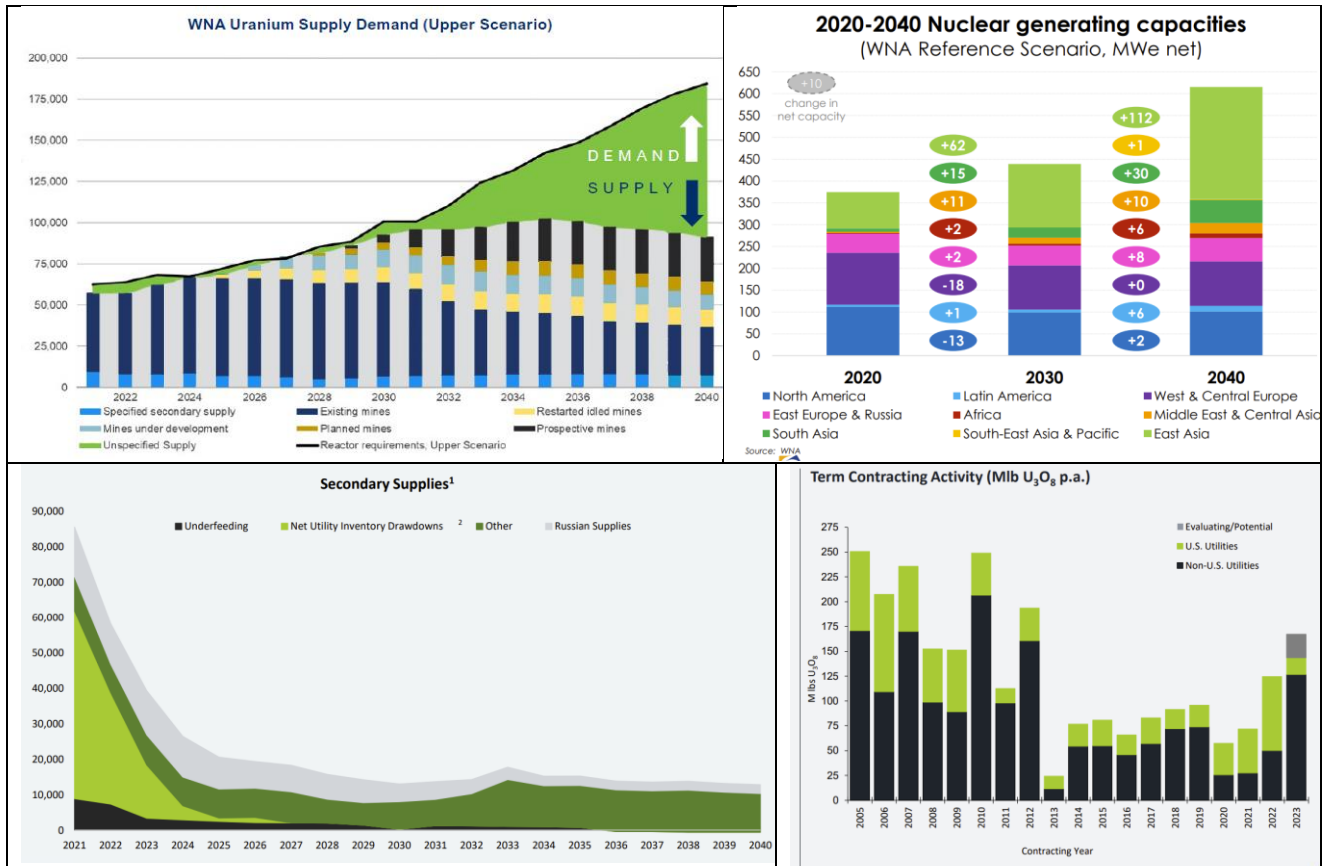 WNA Uranium Supply Demand (Upper Scenario)
200,000
175,000
150,000
125,000
100,000
75,000
50,000
25,000
0
DEMAND
SUPPLY
2022 2024 2026 2028 2030 2032 2034 2036 2038 2040
Specified secondary supply Existing mines Restarted idled mines
Mines under development Planned mines Prospective mines
Unspecified Supply Reactor requirements, Upper Scenario
2020-2040 Nuclear generating capacities
(WNA Reference Scenario, MWe net)
650
600
550
500
450
400
350
300
250
200
150
100
50
0
+10
change in
net capacity
+62
+15
+11
+2
+2
-18
+1
-13
+112
+1
+30
+10
+6
+8
+0
+6
+2
2020 2030 2040
North America Latin America West & Central Europe
East Europe & Russia Africa Middle East & Central Asia
South Asia South-East Asia & Pacific East Asia
Source: WNA
Secondary Supplies1
90,000
80,000
70,000
60,000
50,000
40,000
30,000
20,000
10,000
0
Underfeeding Net Utility Inventory Drawdowns 2 Other Russian Supplies
2021 2022 2023 2024 2025 2026 2027 2028 2029 2030 2031 2032 2033 2034 2035 2036 2037 2038 2039 2040
Term Contracting Activity (Mlb U3O8 p.a.)
275
250
225
200
175
150
125
100
75
50
25
0
Mlbs U3O8
Evaluating/Potential
U.S. Utilities
Non-U.S. Utilities
2005 2006 2007 2008 2009 2010 2011 2012 2013 2014 2015 2016 2017 2018 2019 2020 2021 2022 2023
Contracting Year